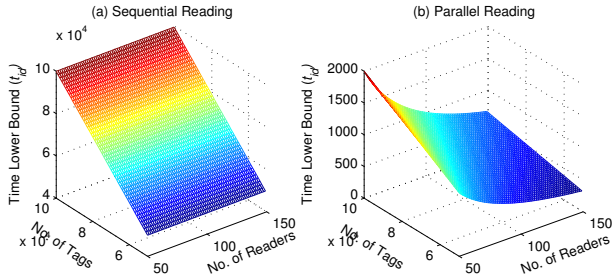 (a) Sequential Reading
(b) Parallel Reading
x 10⁴
Time Lower Bound (t_id)
10
8
6
4
10
8
6
No. of Tags
x 10
50
100
150
No. of Readers
Time Lower Bound (t_id)
2000
1500
1000
500
0
10
8
6
No. of Tags
x 10
50
100
150
No. of Readers